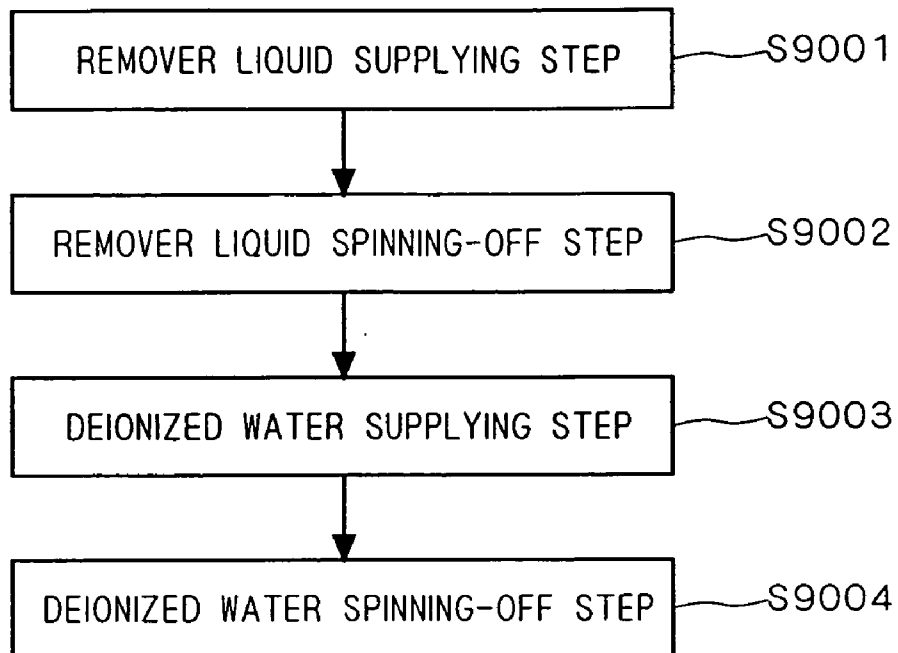 REMOVER LIQUID SUPPLYING STEP S9001
REMOVER LIQUID SPINNING-OFF STEP S9002
DEIONIZED WATER SUPPLYING STEP S9003
DEIONIZED WATER SPINNING-OFF STEP S9004